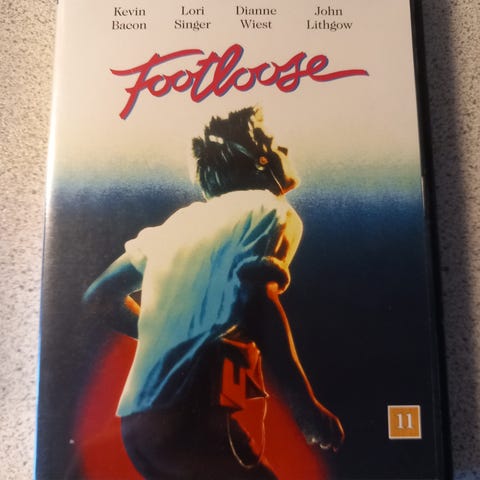 Kevin Lori Dianne John
Bacon Singer Wiest Lithgow
Footloose
11